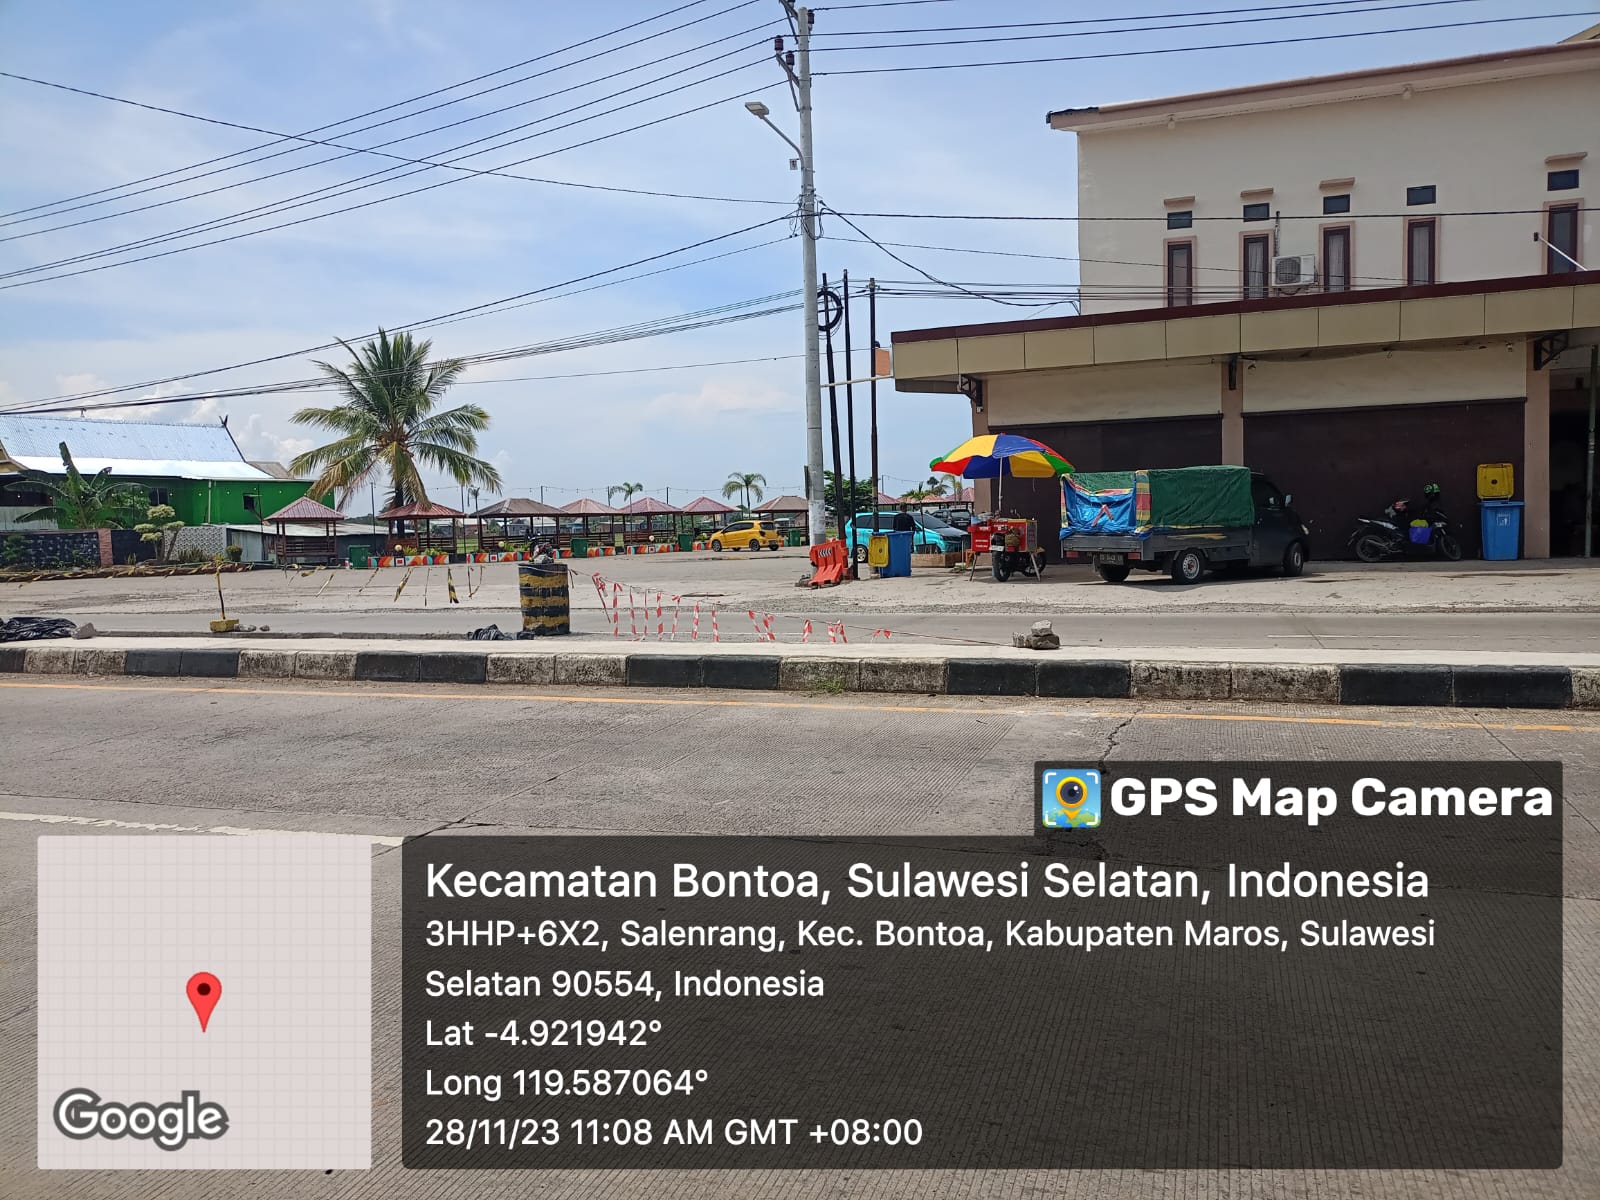 GPS Map Camera
Kecamatan Bontoa, Sulawesi Selatan, Indonesia
3HHP+6X2, Salenrang, Kec. Bontoa, Kabupaten Maros, Sulawesi
Selatan 90554, Indonesia
Lat -4.921942°
Long 119.587064°
28/11/23 11:08 AM GMT +08:00
Google